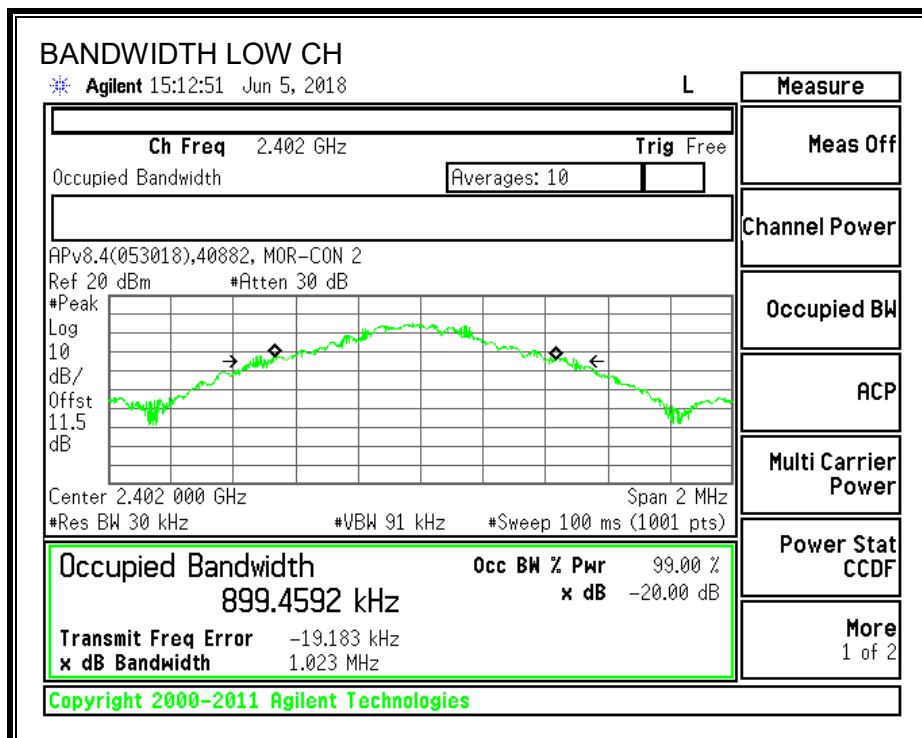 BANDWIDTH LOW CH
Agilent 15:12:51 Jun 5, 2018 L
Ch Freq 2.402 GHz Trig Free
Occupied Bandwidth Averages: 10
APv8.4(053018),40882, MOR-CON 2
Ref 20 dBm #Atten 30 dB
#Peak
Log
10
dB/
Offst
11.5
dB
Center 2.402 000 GHz Span 2 MHz
#Res BW 30 kHz #VBW 91 kHz #Sweep 100 ms (1001 pts)
Occupied Bandwidth Occ BW % Pwr 99.00 %
899.4592 kHz x dB -20.00 dB
Transmit Freq Error -19.183 kHz
x dB Bandwidth 1.023 MHz
Copyright 2000-2011 Agilent Technologies
Measure
Meas Off
Channel Power
Occupied BW
ACP
Multi Carrier
Power
Power Stat
CCDF
More
1 of 2